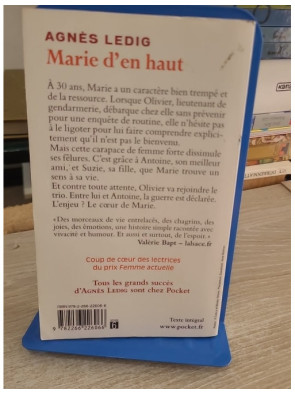 AGNÈS LEDIG
Marie d'en haut
À 30 ans, Marie a un caractère bien trempé et
de la ressource. Lorsque Olivier, lieutenant de
gendarmerie, débarque chez elle sans prévenir
pour une enquête de routine, elle n'hésite pas
à le ligoter pour lui faire comprendre explici-
tement qu'il n'est pas le bienvenu.
Mais cette carapace de femme forte dissimule
ses fêlures. C'est grâce à Antoine, son meilleur
ami, et Suzie, sa fille, que Marie trouve un
sens à sa vie.
Et contre toute attente, Olivier va rejoindre le
trio. Entre lui et Antoine, la guerre est déclarée.
L'enjeu ? Le cœur de Marie.
« Des morceaux de vie entrelacés, des chagrins, des
joies, des émotions, une histoire simple racontée avec
vivacité et humour. Et aussi et surtout, de l'espoir. »
Valérie Bapt – labace.fr
Coup de cœur des lectrices
du prix Femme actuelle
Tous les grands succès
d'AGNÈS LEDIG sont chez Pocket
Texte intégral
www.pocket.fr